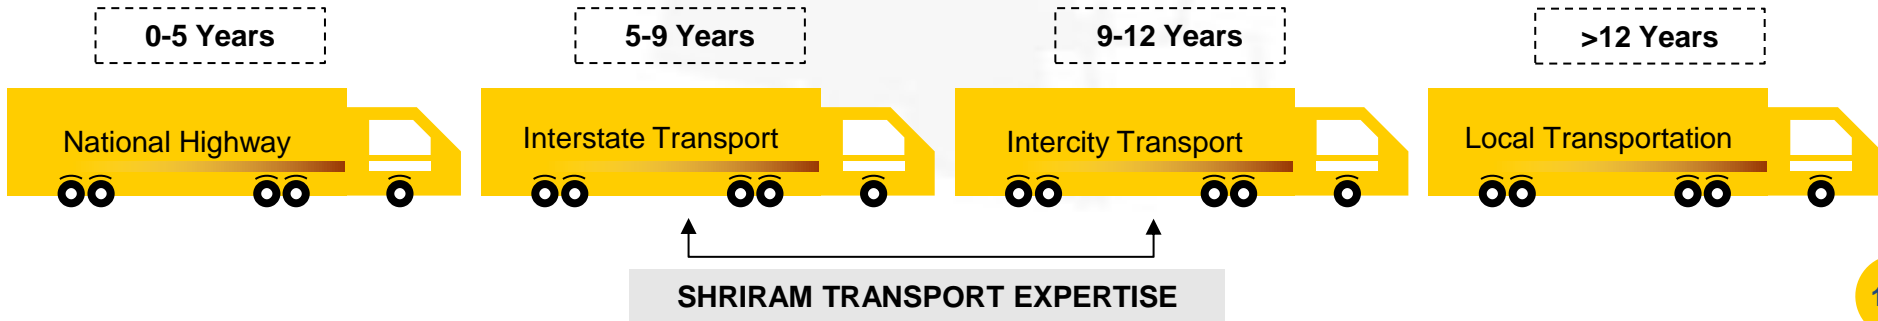 0-5 Years
5-9 Years
9-12 Years
>12 Years
National Highway
Interstate Transport
Intercity Transport
Local Transportation
SHRIRAM TRANSPORT EXPERTISE